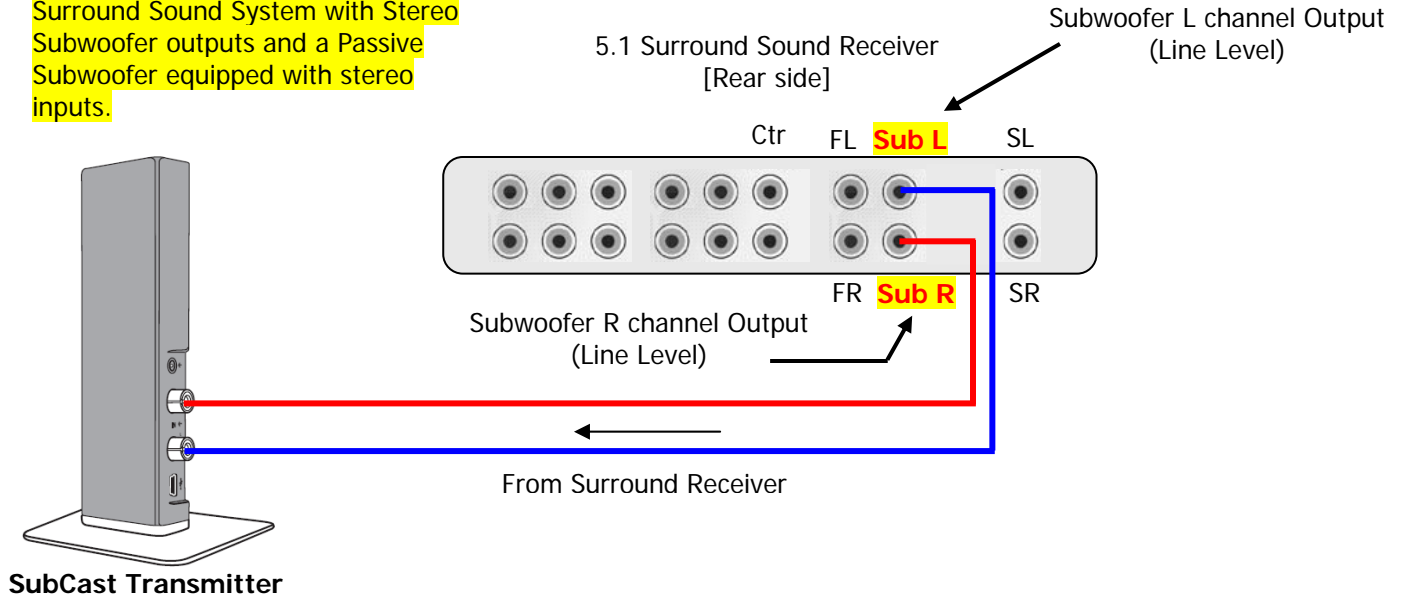 Surround Sound System with Stereo
Subwoofer outputs and a Passive
Subwoofer equipped with stereo
inputs.
5.1 Surround Sound Receiver
[Rear side]
Subwoofer L channel Output
(Line Level)
Ctr
FL
Sub L
SL
FR
Sub R
SR
Subwoofer R channel Output
(Line Level)
From Surround Receiver
SubCast Transmitter